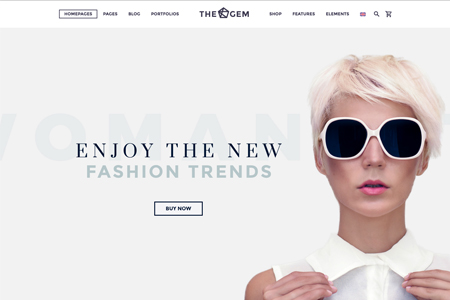 HOMEPAGES PAGES BLOG PORTFOLIOS THE GEM SHOP FEATURES ELEMENTS
WOMAN
ENJOY THE NEW
FASHION TRENDS
BUY NOW